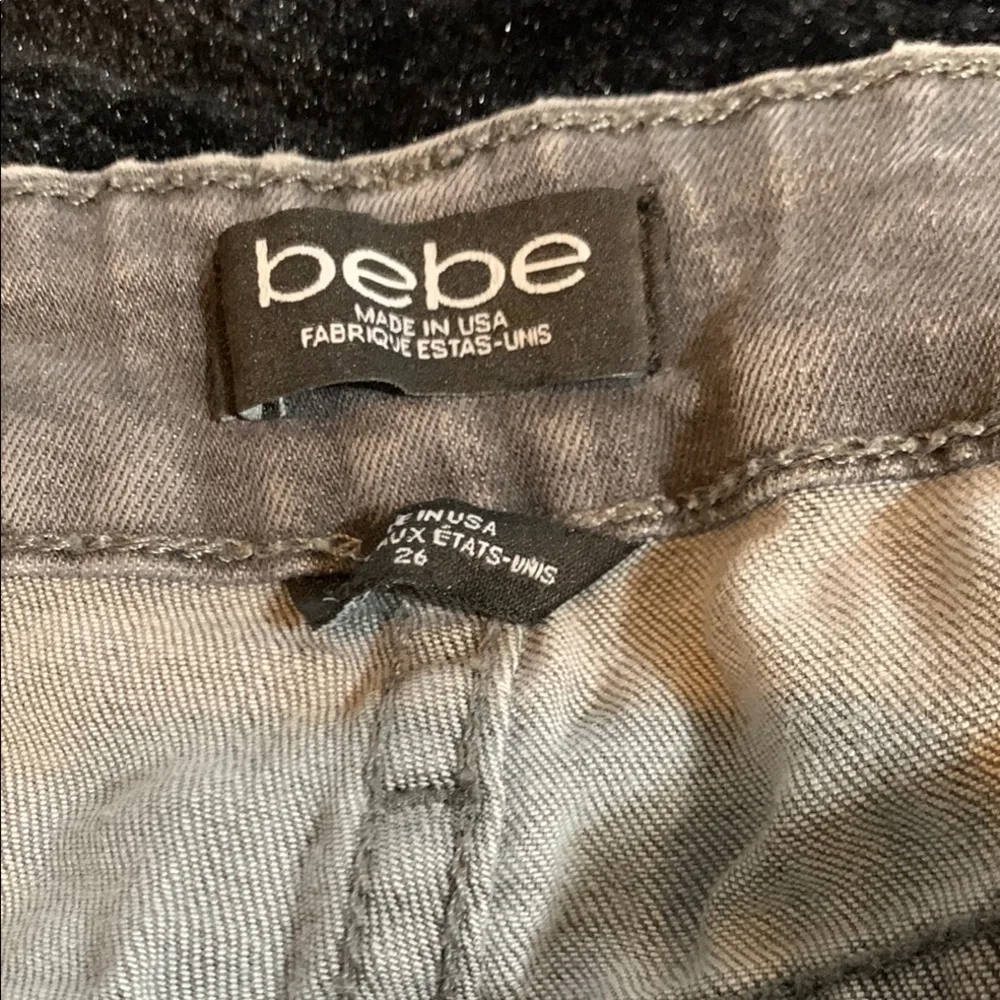 bebe
MADE IN USA
FABRIQUE ESTAS-UNIS
E IN USA
AUX ÉTATS-UNIS
26